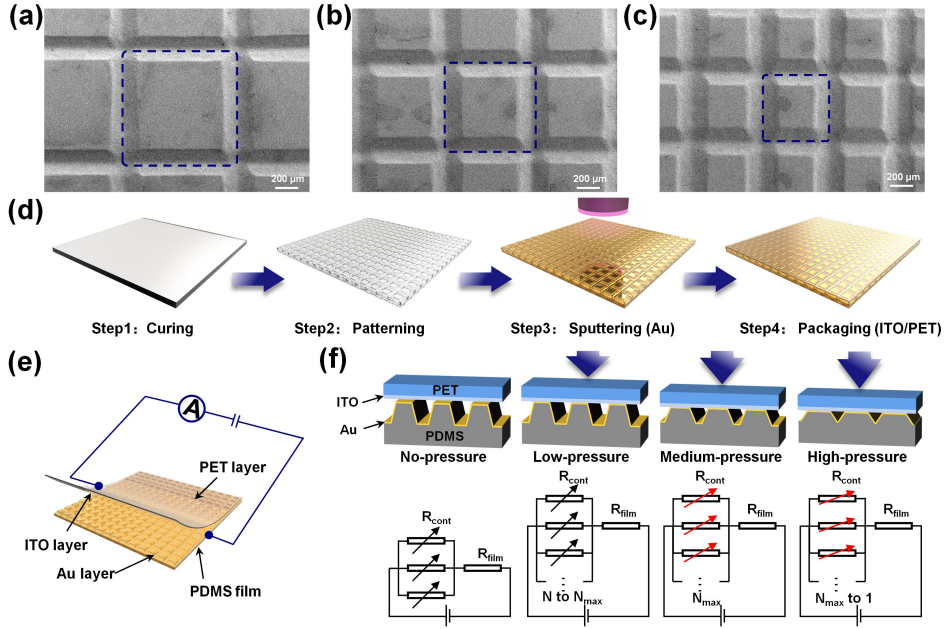 (a)
(b)
(c)
200 μm
200 μm
200 μm
(d)
Step1： Curing
Step2： Patterning
Step3： Sputtering (Au)
Step4： Packaging (ITO/PET)
(e)
A
PET layer
ITO layer
Au layer
PDMS film
(f)
PET
ITO
Au
PDMS
No-pressure
Low-pressure
Medium-pressure
High-pressure
Rcont
Rfilm
Rcont
Rfilm
N to Nmax
Rcont
Rfilm
Nmax
Rcont
Rfilm
Nmax to 1